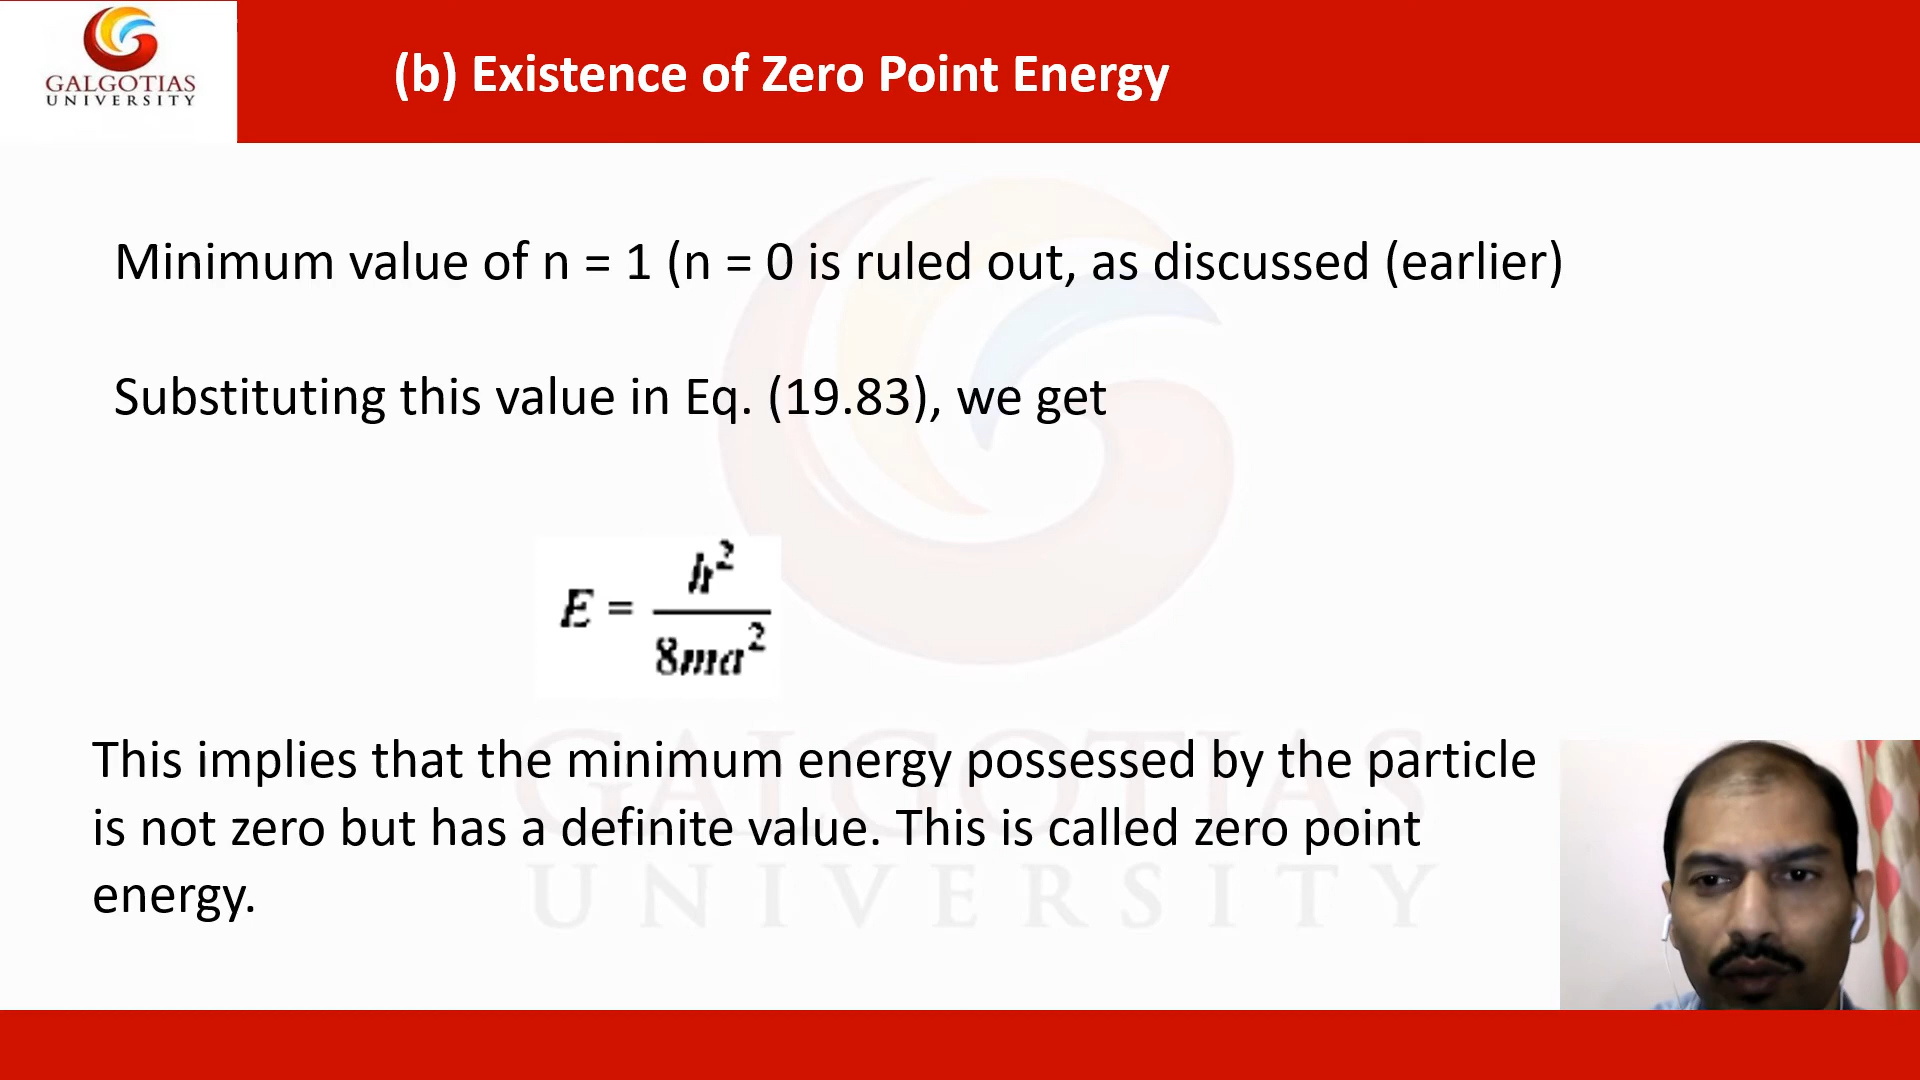 GALGOTIAS
UNIVERSITY
(b) Existence of Zero Point Energy
Minimum value of n = 1 (n = 0 is ruled out, as discussed (earlier)
Substituting this value in Eq. (19.83), we get
E = h²/8ma²
This implies that the minimum energy possessed by the particle
is not zero but has a definite value. This is called zero point
energy.
GALGOTIAS
UNIVERSITY